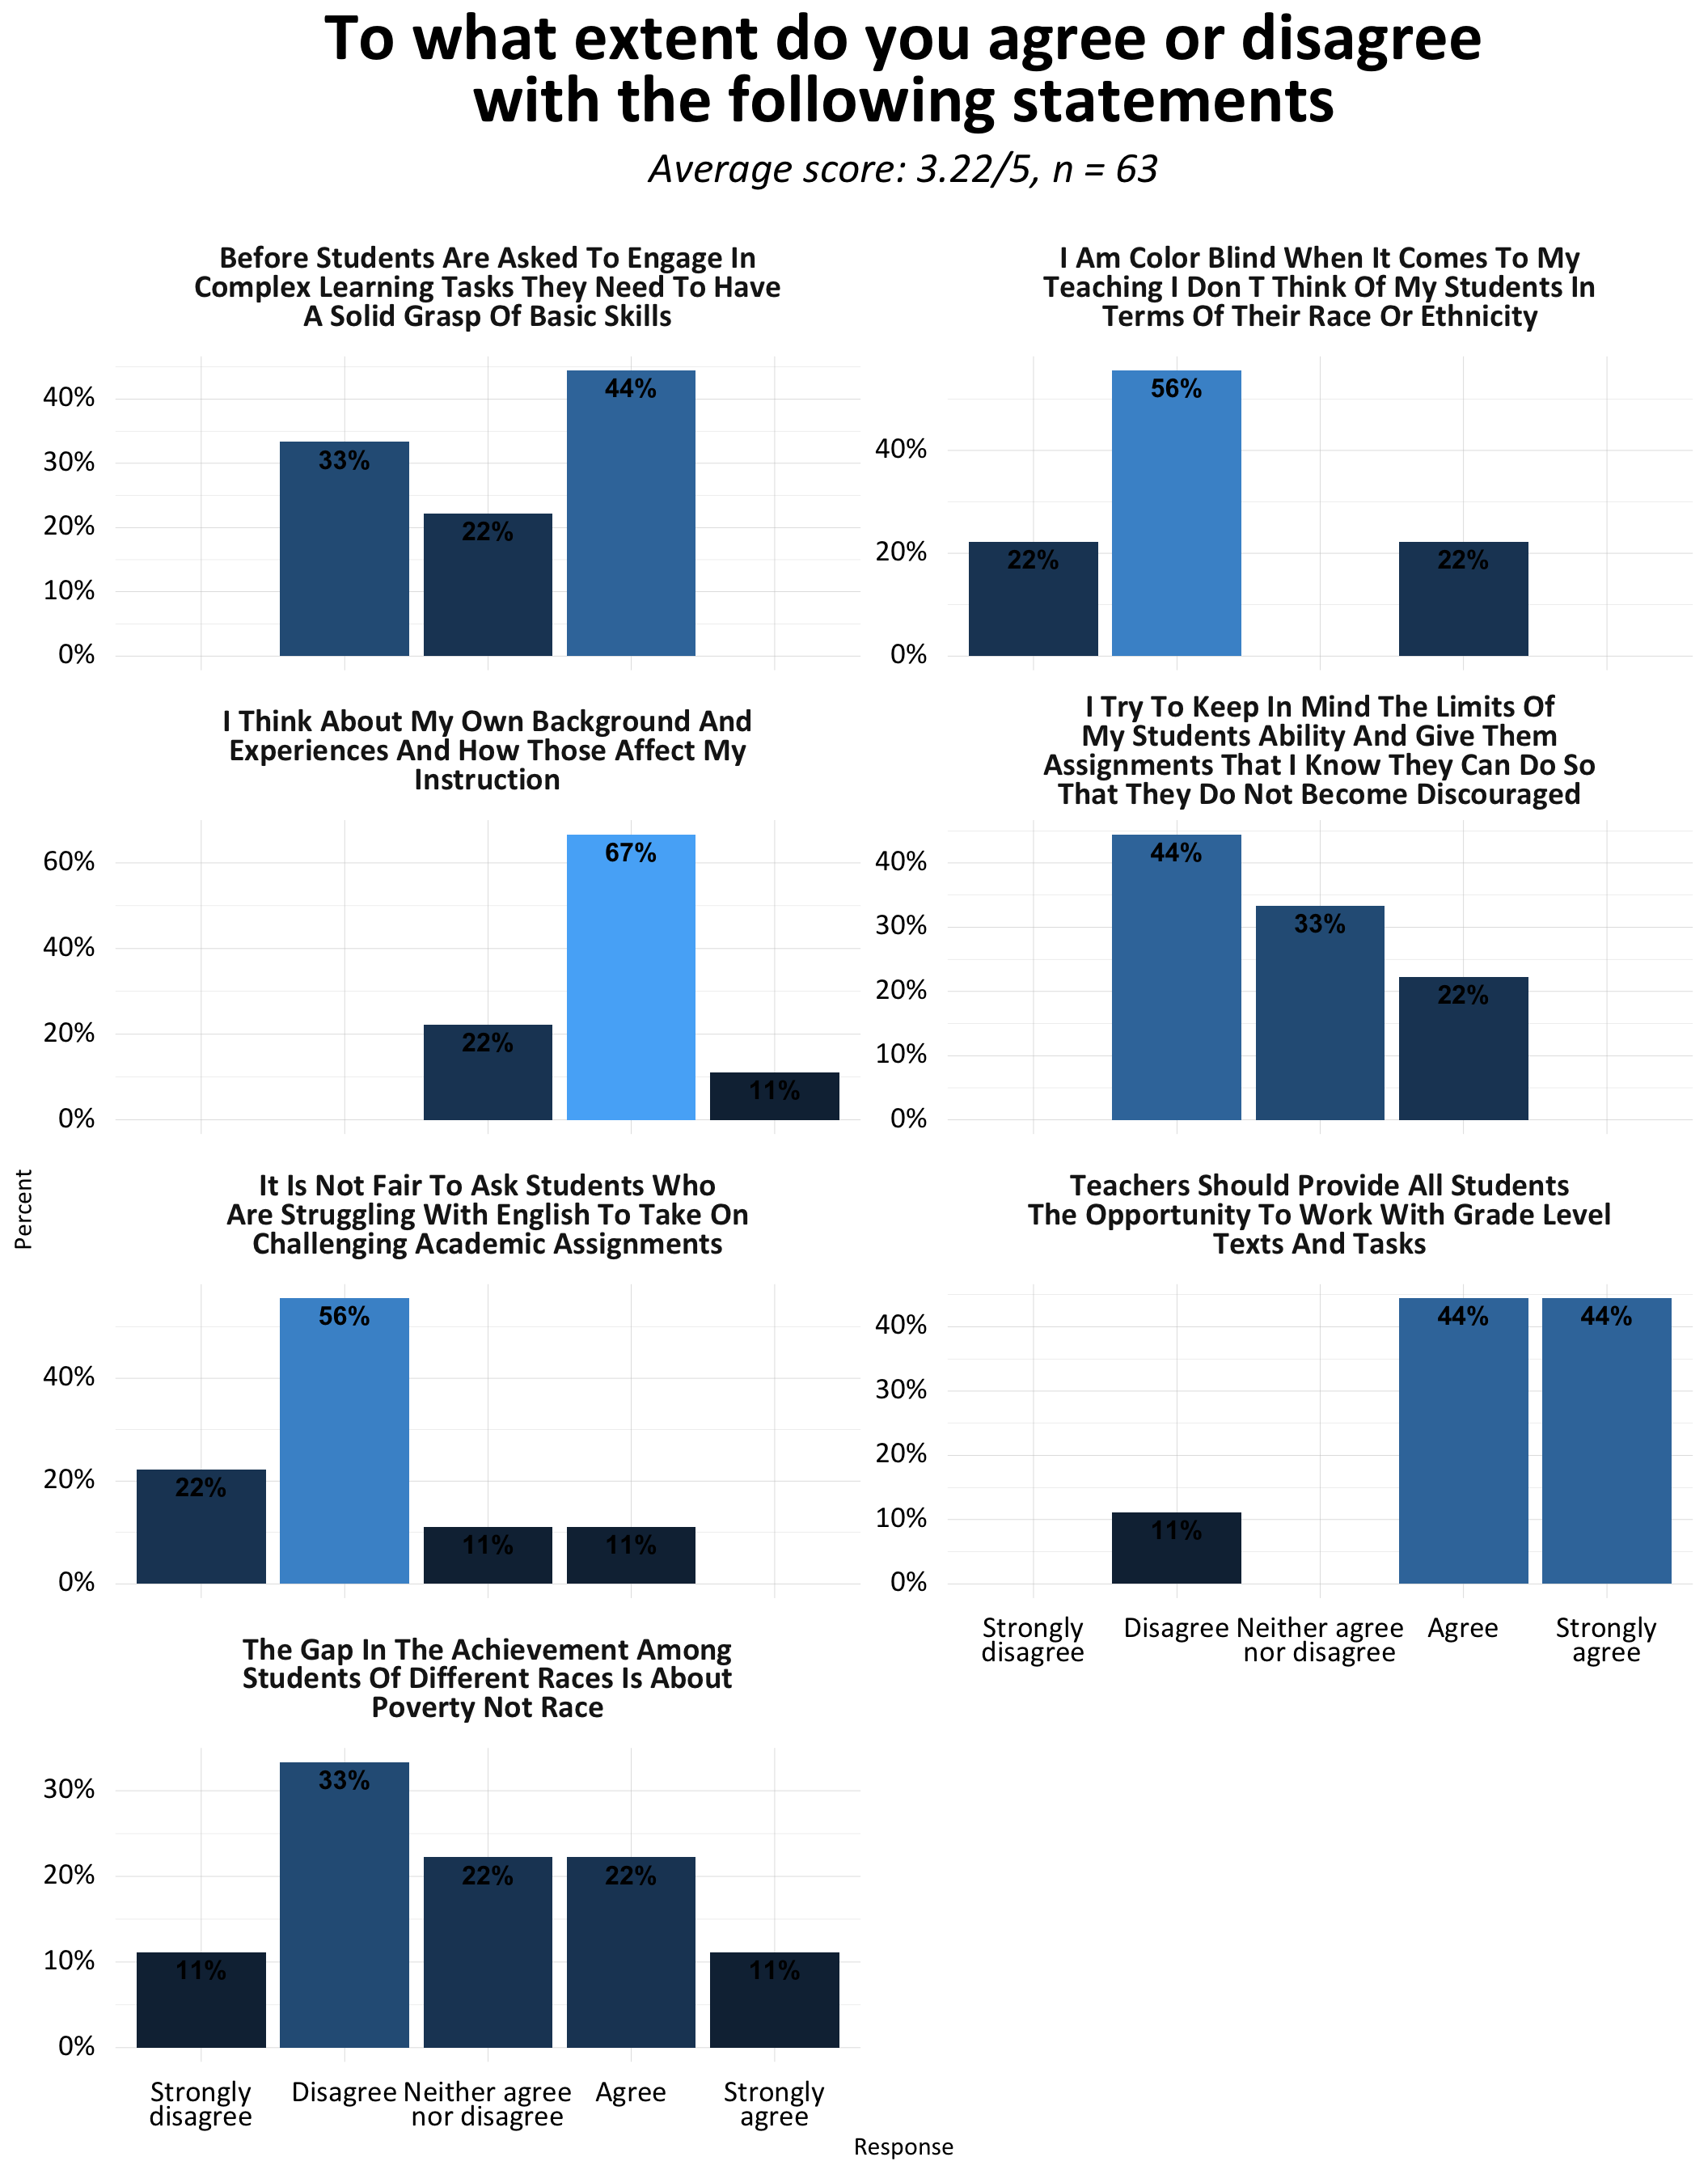 To what extent do you agree or disagree
with the following statements
Average score: 3.22/5, n = 63
Before Students Are Asked To Engage In
Complex Learning Tasks They Need To Have
A Solid Grasp Of Basic Skills
40%
30%
20%
10%
0%
33%
22%
44%
I Am Color Blind When It Comes To My
Teaching I Don T Think Of My Students In
Terms Of Their Race Or Ethnicity
40%
20%
0%
22%
56%
22%
I Think About My Own Background And
Experiences And How Those Affect My
Instruction
60%
40%
20%
0%
22%
67%
11%
I Try To Keep In Mind The Limits Of
My Students Ability And Give Them
Assignments That I Know They Can Do So
That They Do Not Become Discouraged
40%
30%
20%
10%
0%
44%
33%
22%
Percent
It Is Not Fair To Ask Students Who
Are Struggling With English To Take On
Challenging Academic Assignments
40%
20%
0%
22%
56%
11%
11%
Teachers Should Provide All Students
The Opportunity To Work With Grade Level
Texts And Tasks
40%
30%
20%
10%
0%
11%
44%
44%
Strongly
disagree
Disagree
Neither agree
nor disagree
Agree
Strongly
agree
The Gap In The Achievement Among
Students Of Different Races Is About
Poverty Not Race
30%
20%
10%
0%
11%
33%
22%
22%
11%
Strongly
disagree
Disagree
Neither agree
nor disagree
Agree
Strongly
agree
Response